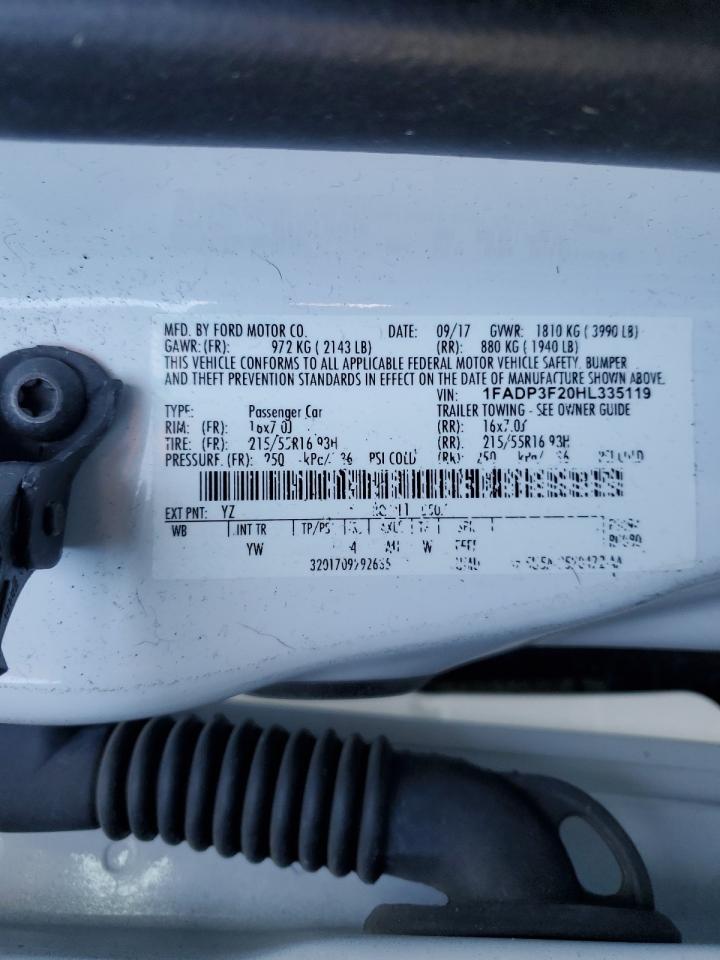 MFD. BY FORD MOTOR CO. DATE: 09/17 GVWR: 1810 KG ( 3990 LB)
GAWR: (FR): 972 KG ( 2143 LB) (RR): 880 KG ( 1940 LB)
THIS VEHICLE CONFORMS TO ALL APPLICABLE FEDERAL MOTOR VEHICLE SAFETY, BUMPER
AND THEFT PREVENTION STANDARDS IN EFFECT ON THE DATE OF MANUFACTURE SHOWN ABOVE.
VIN: 1FADP3F20HL335119
TYPE: Passenger Car TRAILER TOWING - SEE OWNER GUIDE
RIM: (FR): 16x7.0J (RR): 16x7.0J
TIRE: (FR): 215/55R16 93H (RR): 215/55R16 93H
PRESSURE: (FR): 250 kPa/ 36 PSI COLD (RR): 250 kPa/ 36 PSI COLD
EXT PNT: YZ
WB INT TR TP/PS
YW 4 W